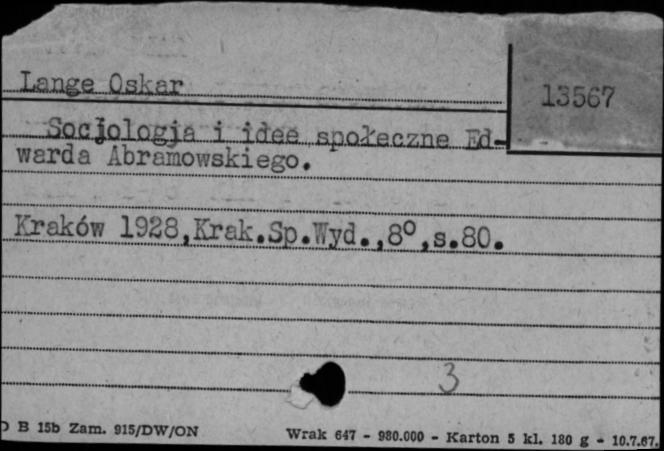 Lange Oskar
13567
Socjologja i idee społeczne Ed-
warda Abramowskiego.
Kraków 1928,Krak.Sp.Wyd.,8°,s.80.
3
D B 15b Zam. 915/DW/ON
Wrak 647 - 980.000 - Karton 5 kl. 180 g - 10.7.67.